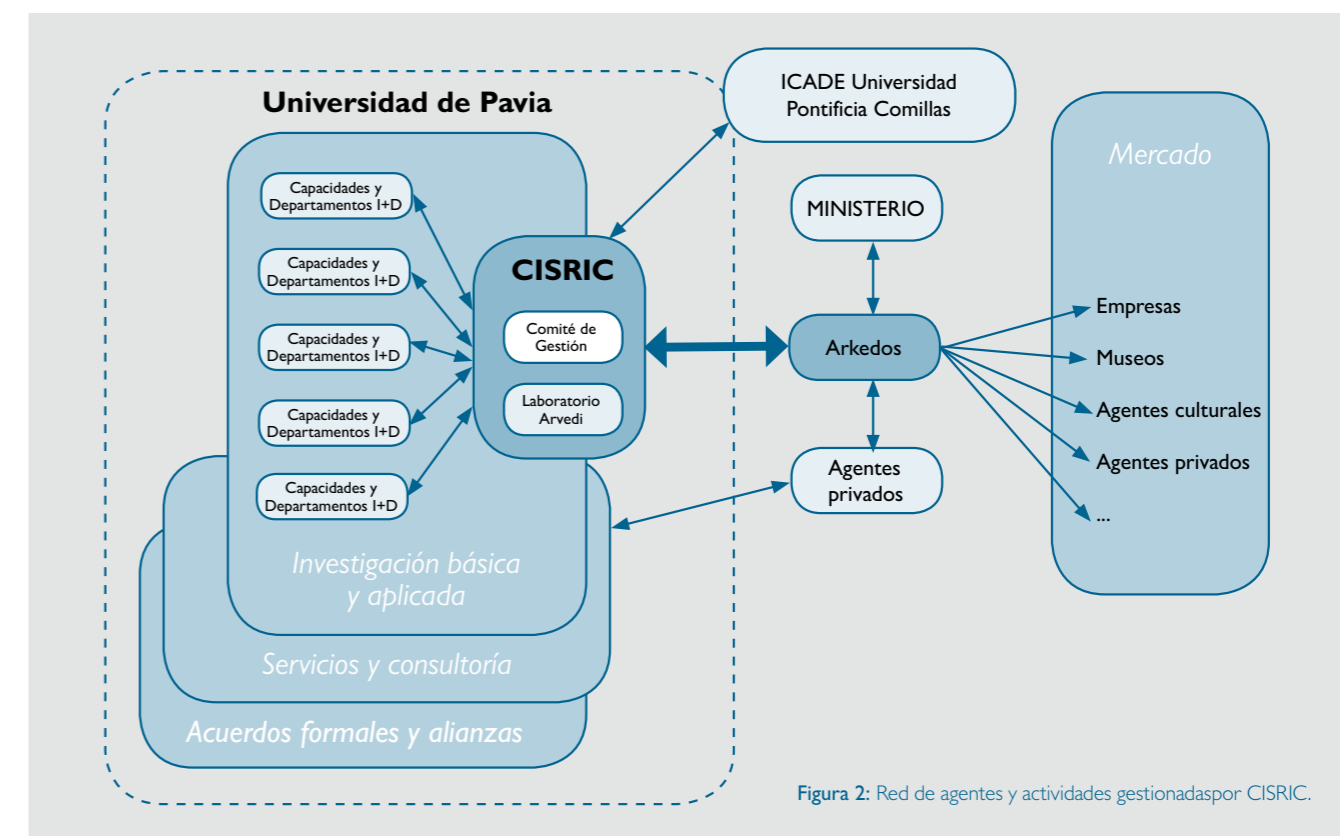 Universidad de Pavia
Capacidades y
Departamentos I+D
Capacidades y
Departamentos I+D
Capacidades y
Departamentos I+D
Capacidades y
Departamentos I+D
Capacidades y
Departamentos I+D
Investigación básica
y aplicada
Servicios y consultoría
Acuerdos formales y alianzas
CISRIC
Comité de
Gestión
Laboratorio
Arvedi
ICADE Universidad
Pontificia Comillas
MINISTERIO
Arkedos
Agentes
privados
Mercado
Empresas
Museos
Agentes culturales
Agentes privados
...
Figura 2: Red de agentes y actividades gestionadaspor CISRIC.